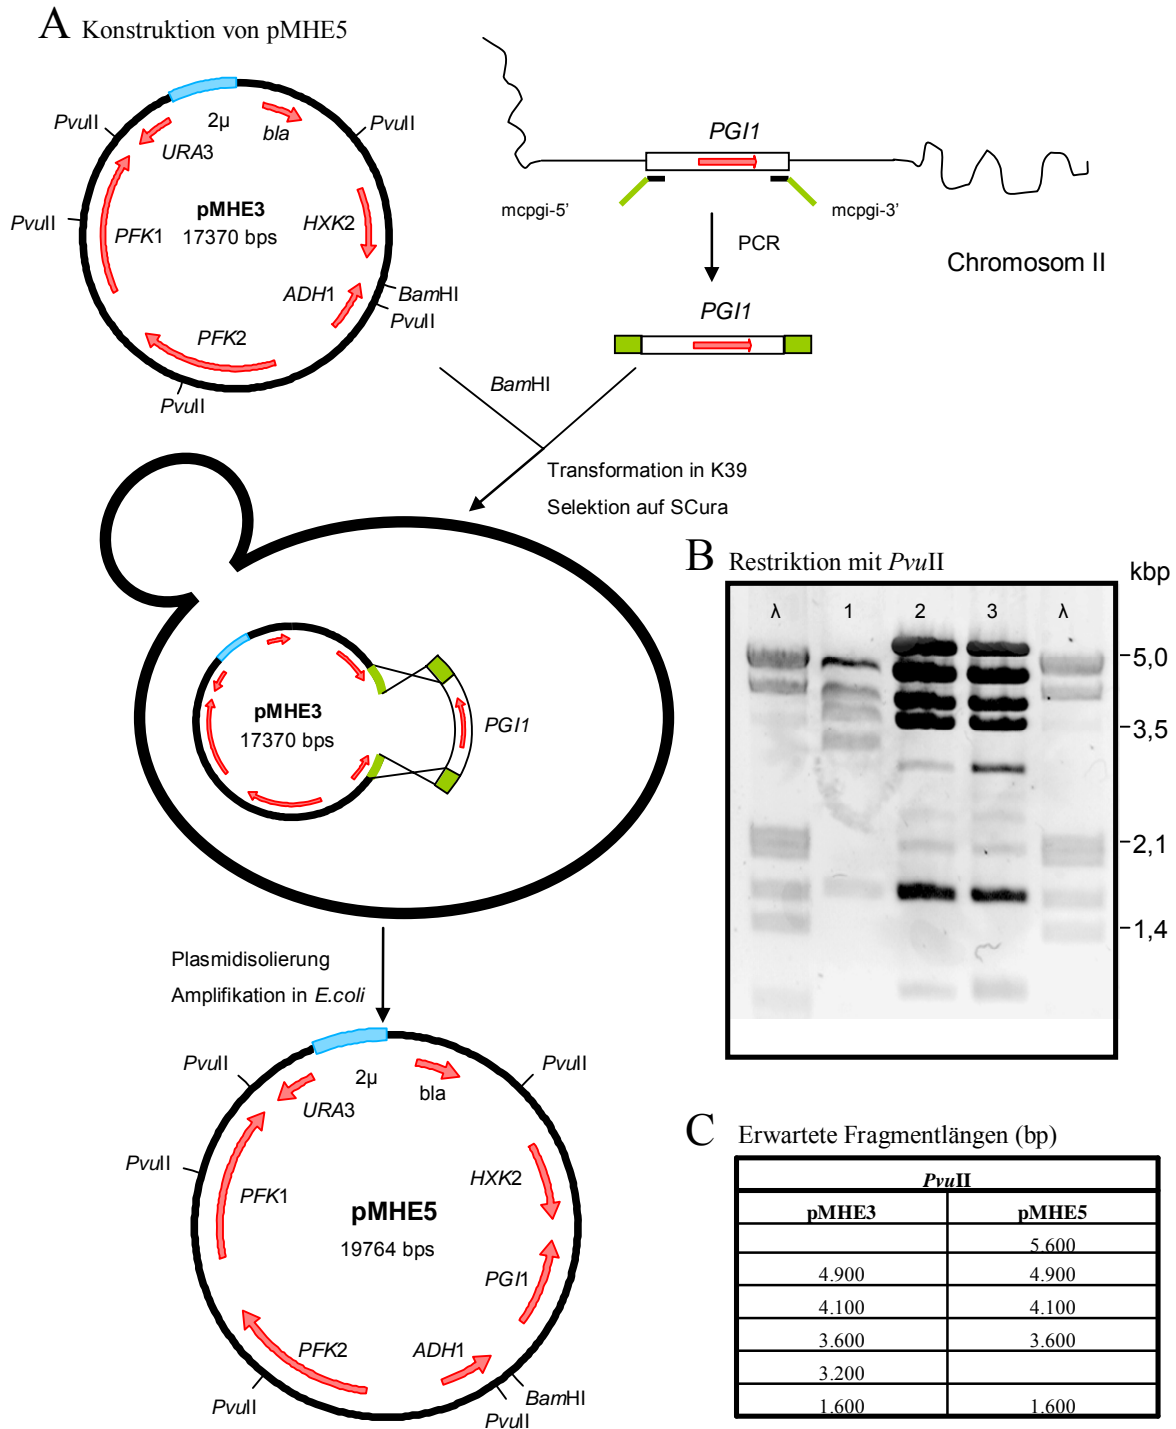 A Konstruktion von pMHE5
PvuII
2µ
bla
PvuII
URA3
PGI1
pMHE3
17370 bps
HXK2
PvuII
PFK1
mcpgi-5’
mcpgi-3’
PCR
Chromosom II
ADH1
BamHI
PvuII
PFK2
PvuII
PGI1
BamHI
Transformation in K39
Selektion auf SCura
B Restriktion mit PvuII
kbp
λ 1 2 3 λ
5,0
3,5
2,1
1,4
pMHE3
17370 bps
PGI1
Plasmidisolierung
Amplifikation in E.coli
PvuII
2µ
bla
PvuII
URA3
PvuII
PFK1
HXK2
pMHE5
19764 bps
PGI1
PFK2
ADH1
PvuII
BamHI
PvuII
C Erwartete Fragmentlängen (bp)
PvuII
pMHE3 pMHE5
5.600
4.900 4.900
4.100 4.100
3.600 3.600
3.200
1.600 1.600